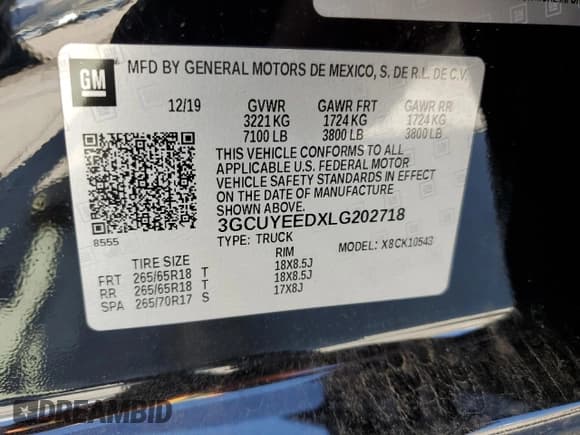 GM
MFD BY GENERAL MOTORS DE MEXICO, S. DE R.L. DE C.V.
12/19 GVWR GAWR FRT GAWR RR
3221 KG 1724 KG 1724 KG
7100 LB 3800 LB 3800 LB
THIS VEHICLE CONFORMS TO ALL
APPLICABLE U.S. FEDERAL MOTOR
VEHICLE SAFETY STANDARDS IN EFFECT
ON THE DATE OF MANUFACTURE
SHOWN ABOVE.
8555
3GCUYEEDXLG202718
TYPE: TRUCK MODEL: X8CK10543
TIRE SIZE RIM
FRT 265/65R18 T 18X8.5J
RR 265/65R18 T 18X8.5J
SPA 265/70R17 S 17X8J
DREAMBID